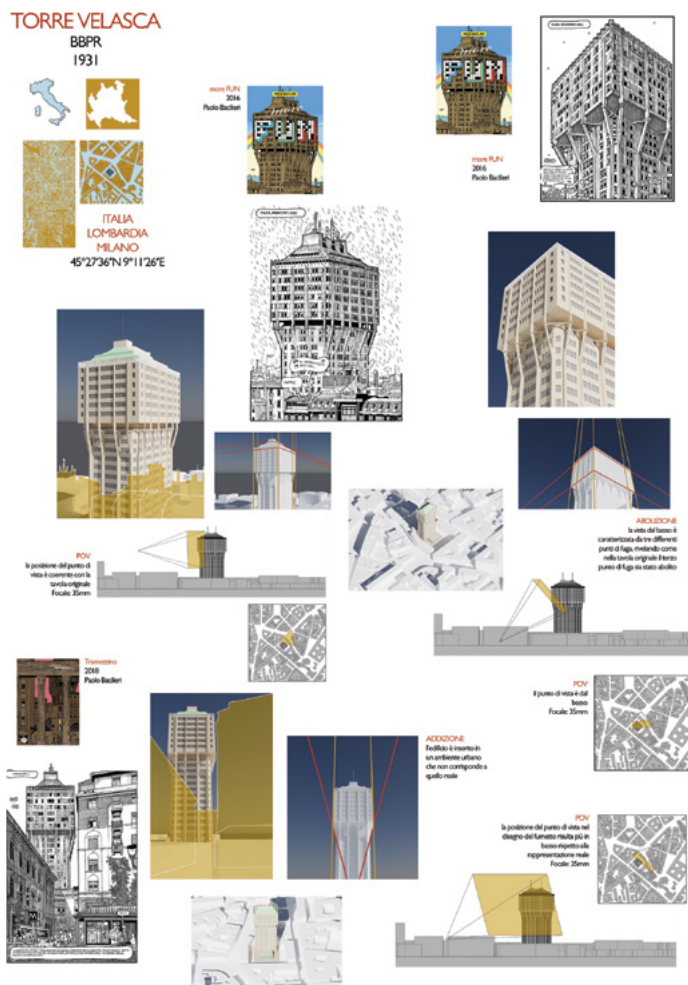 TORRE VELASCA
BBPR
1931
ITALIA
LOMBARDIA
MILANO
45°27'36"N 9°11'26"E
more FUN
2016
Paolo Bacilieri
FUN
more FUN
2016
Paolo Bacilieri
FUN
POV
la posizione del punto di
vista è coerente con la
tavola originale
Focale: 35mm
ABOLIZIONE
la vista dal basso è
caratterizzata da tre differenti
punti di fuga, rivelando come
nella tavola originale il terzo
punto di fuga sia stato abolito
POV
il punto di vista è dal
basso
Focale: 35mm
Tramezzino
2018
Paolo Bacilieri
ADDIZIONE
l'edificio è inserito in
un ambiente urbano
che non corrisponde a
quello reale
POV
la posizione del punto di vista nel
disegno del fumetto risulta più in
basso rispetto alla
rappresentazione reale
Focale: 35mm